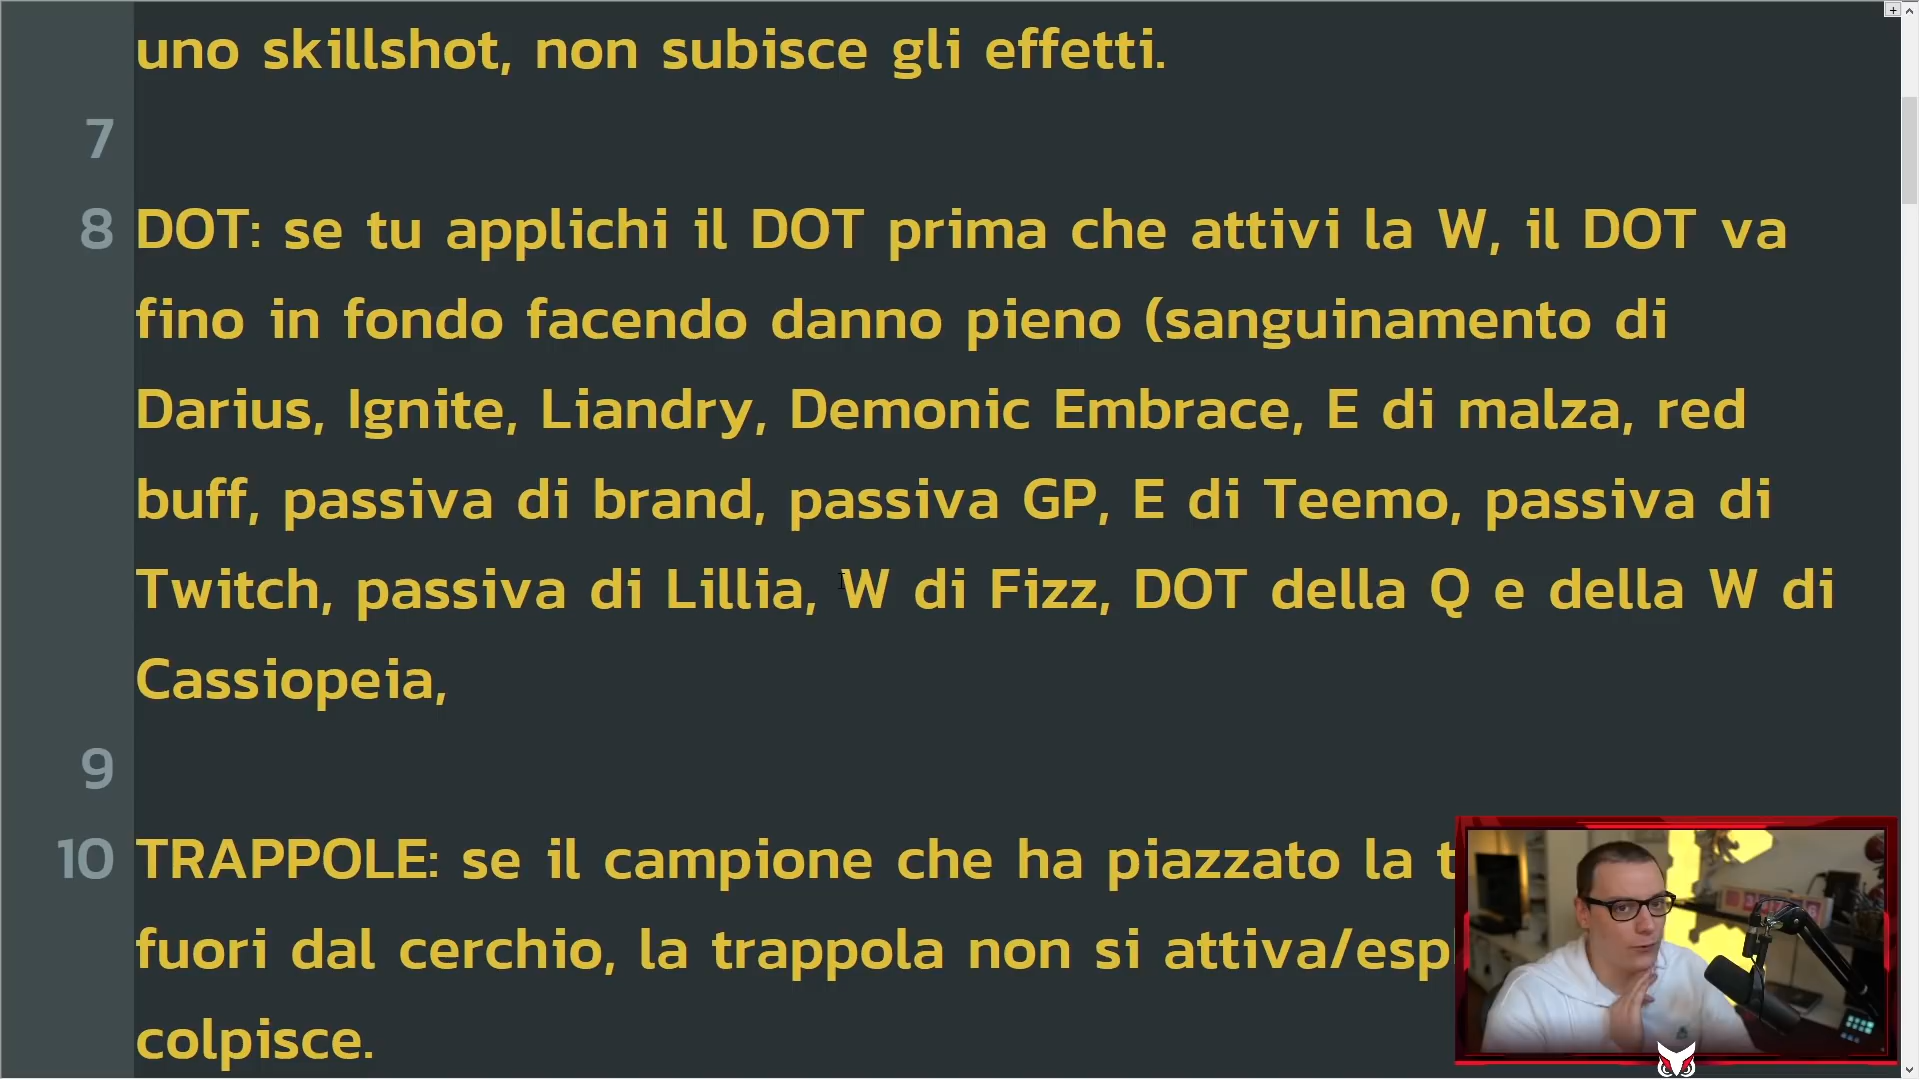 uno skillshot, non subisce gli effetti.
7
8 DOT: se tu applichi il DOT prima che attivi la W, il DOT va
fino in fondo facendo danno pieno (sanguinamento di
Darius, Ignite, Liandry, Demonic Embrace, E di malza, red
buff, passiva di brand, passiva GP, E di Teemo, passiva di
Twitch, passiva di Lillia, W di Fizz, DOT della Q e della W di
Cassiopeia,
9
10 TRAPPOLE: se il campione che ha piazzato la
fuori dal cerchio, la trappola non si attiva/esp
colpisce.